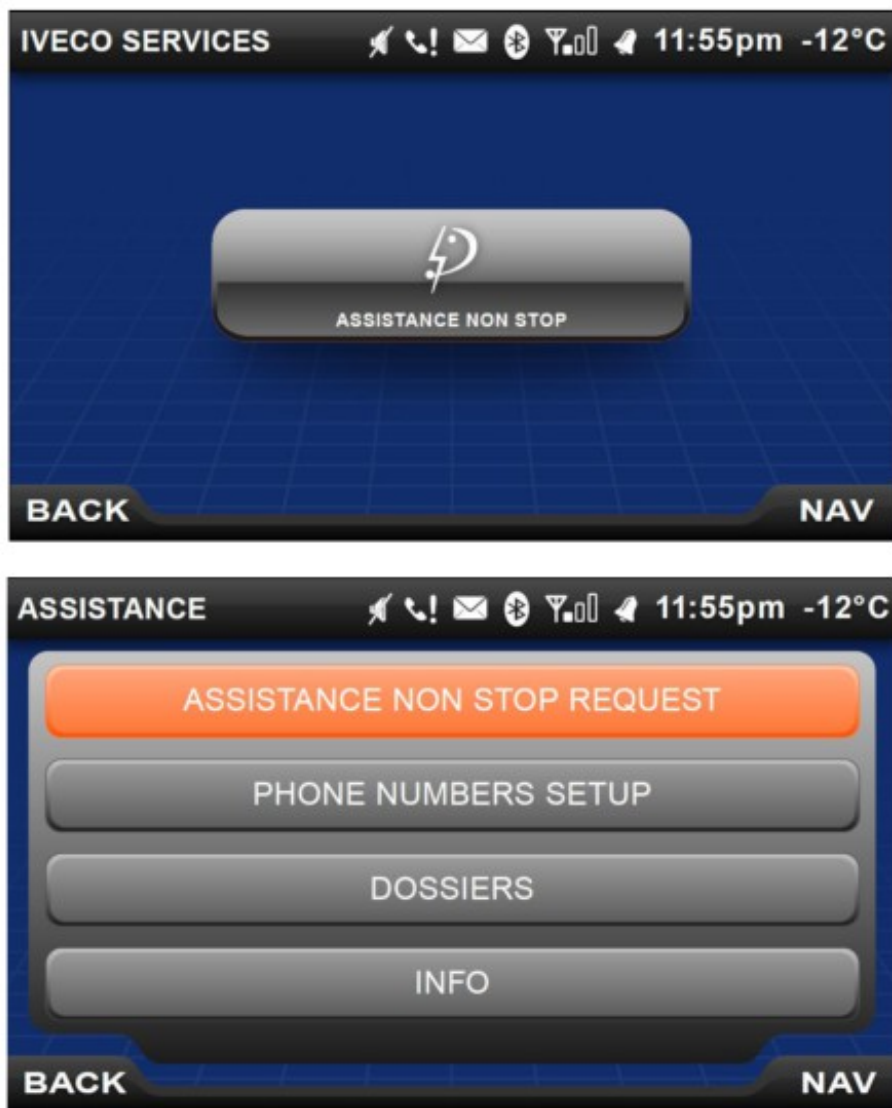 IVECO SERVICES 11:55pm -12°C
ASSISTANCE NON STOP
BACK NAV
ASSISTANCE 11:55pm -12°C
ASSISTANCE NON STOP REQUEST
PHONE NUMBERS SETUP
DOSSIERS
INFO
BACK NAV